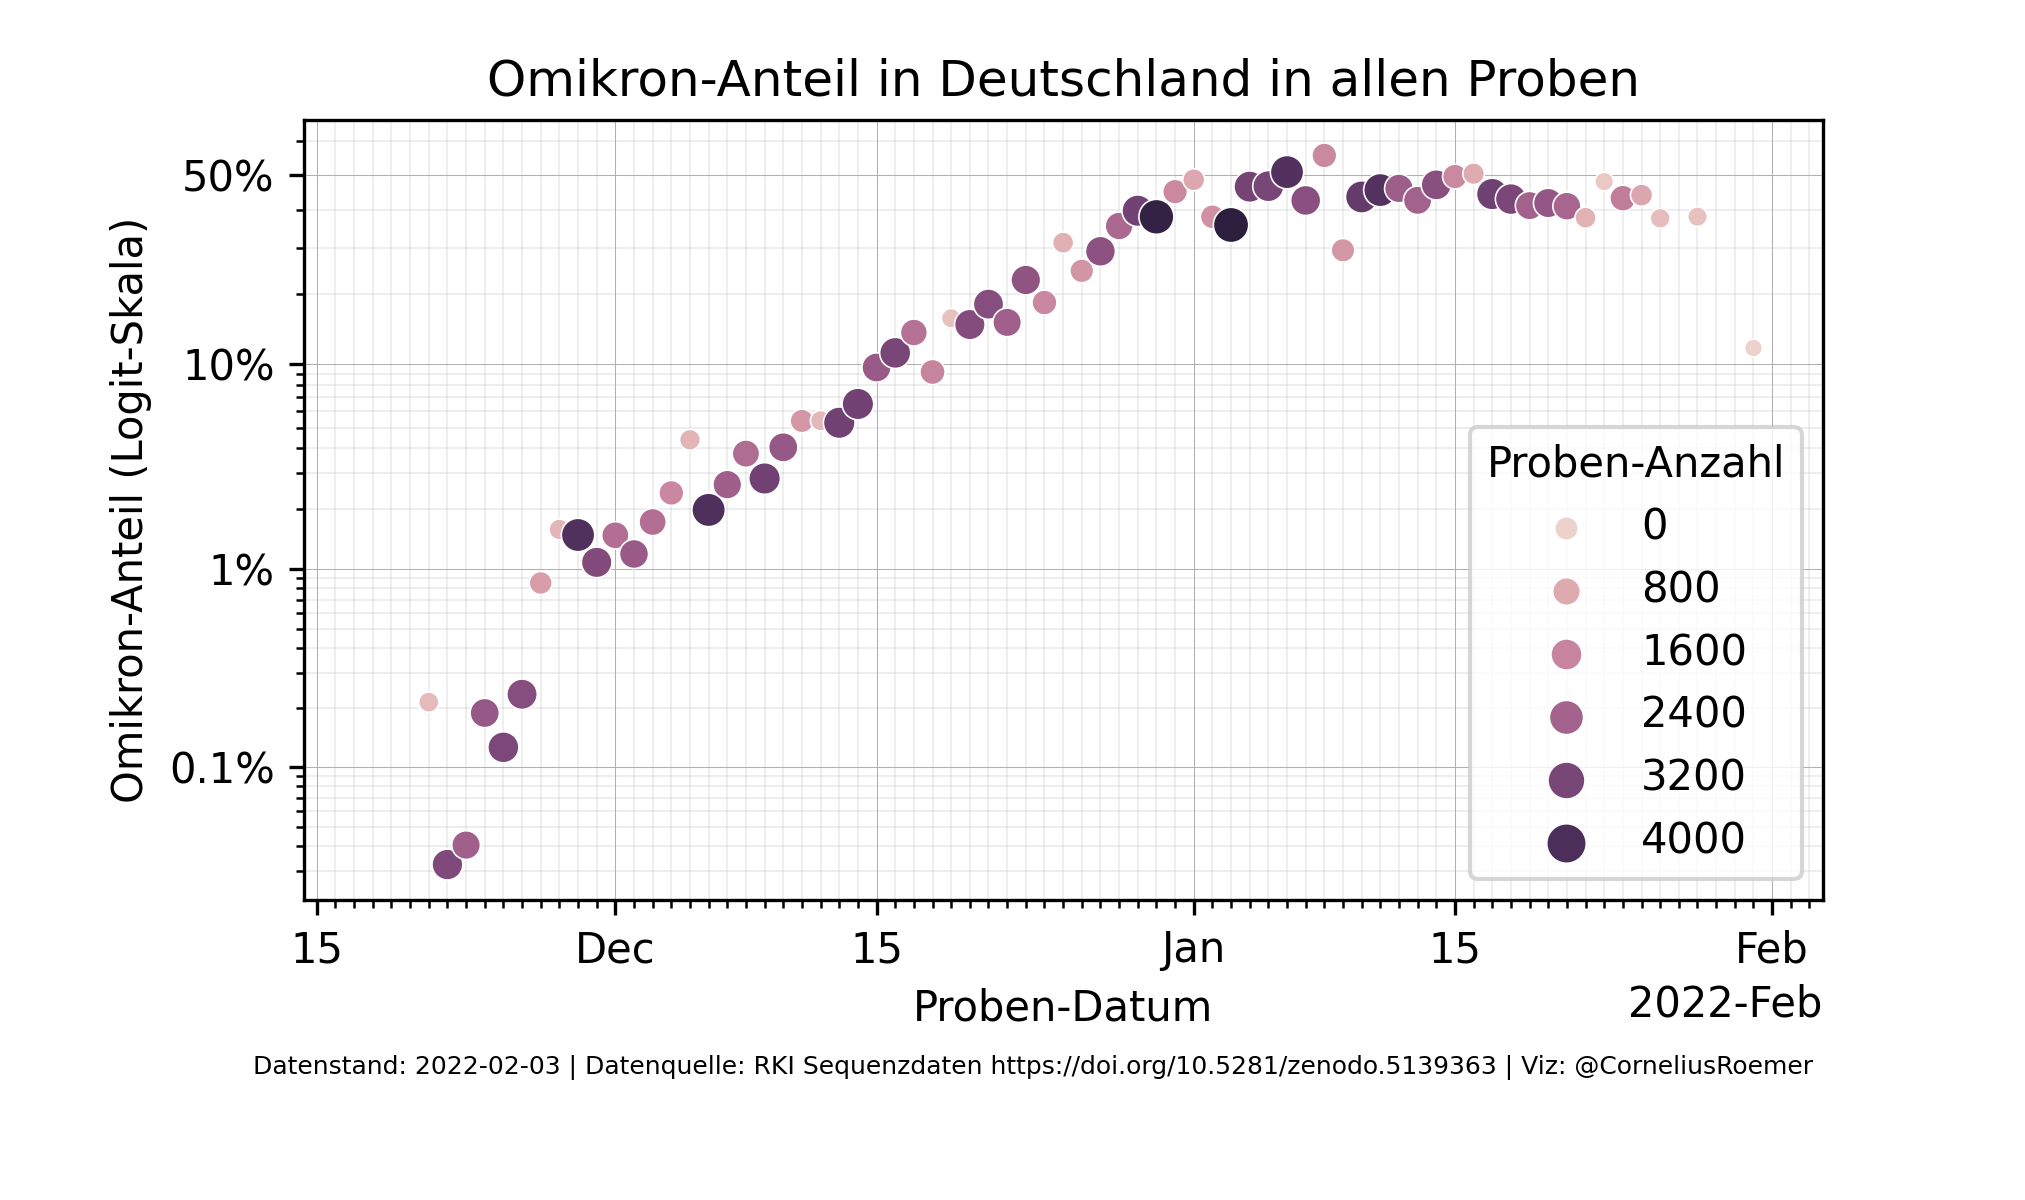 Omikron-Anteil in Deutschland in allen Proben
Omikron-Anteil (Logit-Skala)
50%
10%
1%
0.1%
Proben-Anzahl
0
800
1600
2400
3200
4000
15 Dec 15 Jan 15 Feb
2022-Feb
Proben-Datum
Datenstand: 2022-02-03 | Datenquelle: RKI Sequenzdaten https://doi.org/10.5281/zenodo.5139363 | Viz: @CorneliusRoemer